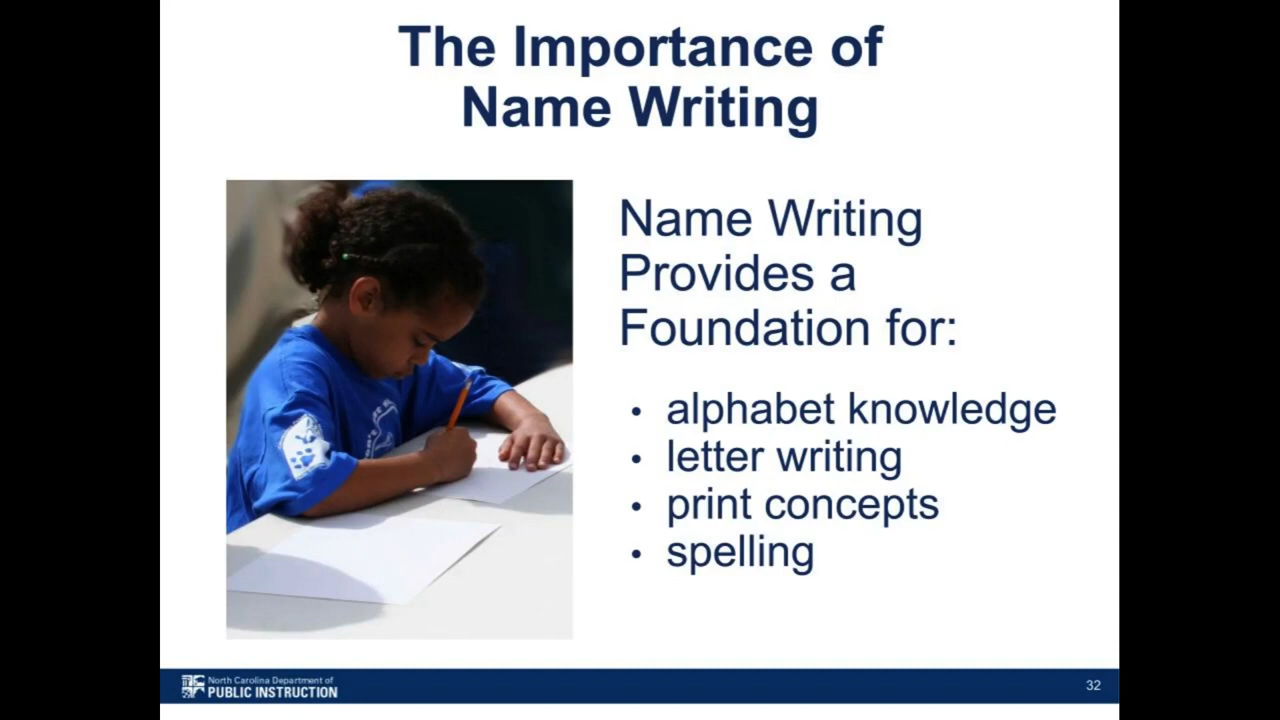 The Importance of
Name Writing
Name Writing
Provides a
Foundation for:
• alphabet knowledge
• letter writing
• print concepts
• spelling
North Carolina Department of
PUBLIC INSTRUCTION
32